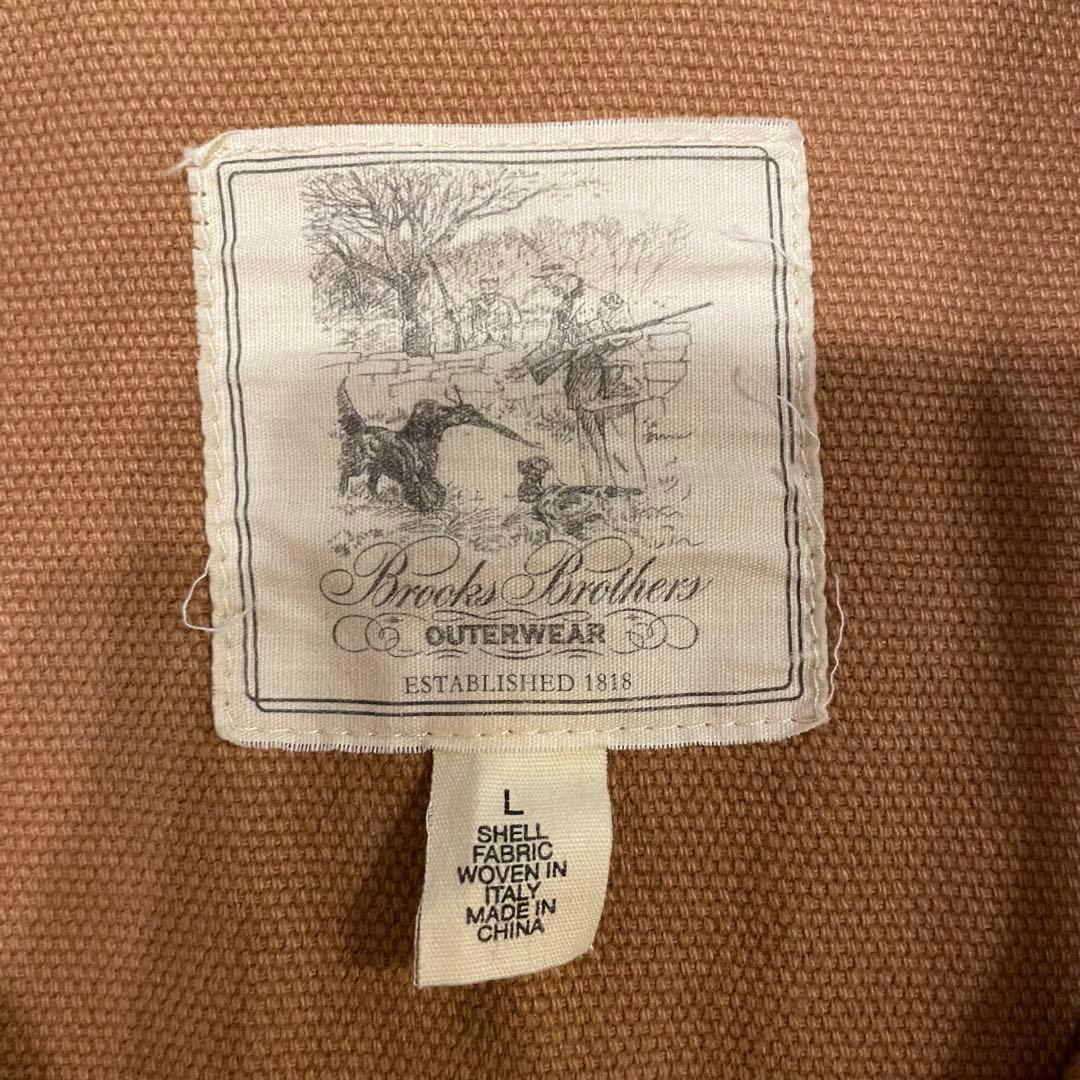 Brooks Brothers
OUTERWEAR
ESTABLISHED 1818
L
SHELL
FABRIC
WOVEN IN
ITALY
MADE IN
CHINA